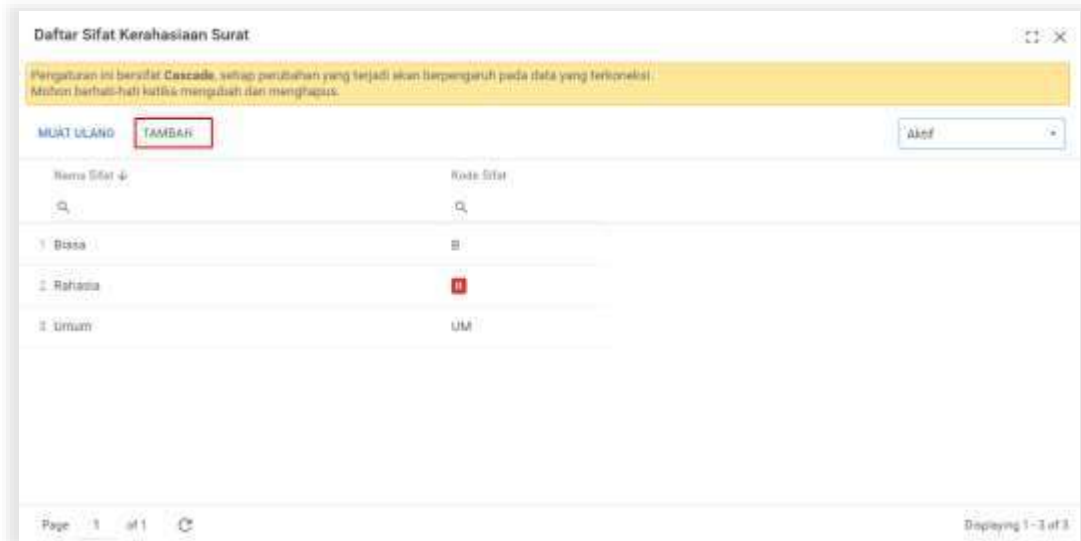 Daftar Sifat Kerahasiaan Surat
Pengaturan ini bersifat Cascade, setiap perubahan yang terjadi akan berpengaruh pada data yang terkoneksi.
Mohon berhati-hati ketika mengubah dan menghapus.
MUAT ULANG TAMBAH Aktif
Nama Sifat Kode Sifat
1 Biasa B
2 Rahasia R
3 Umum UM
Page 1 of 1 Displaying 1 - 3 of 3